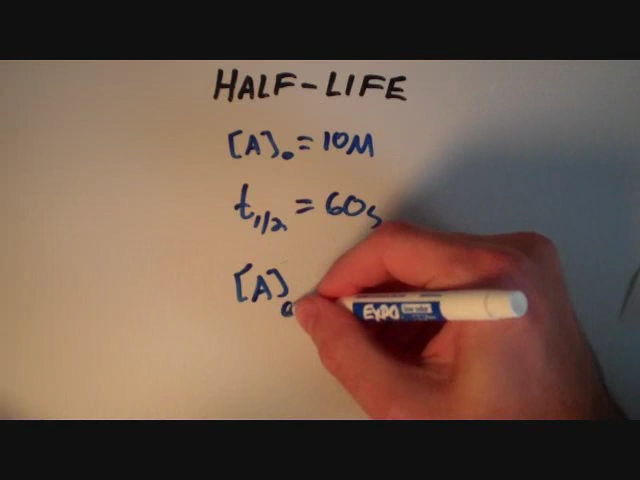 HALF-LIFE
[A]₀ = 10M
t₁/₂ = 60s
[A]
EXPO